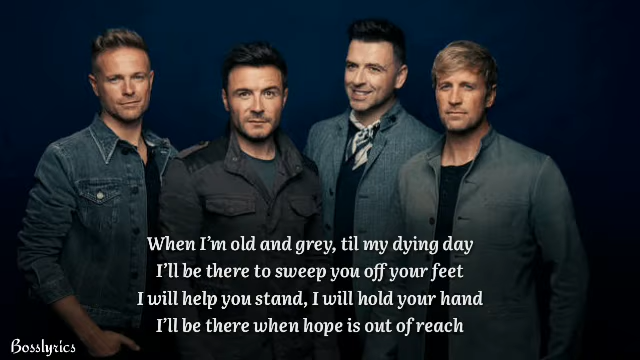 When I'm old and grey, til my dying day
I'll be there to sweep you off your feet
I will help you stand, I will hold your hand
I'll be there when hope is out of reach
Bosslyrics